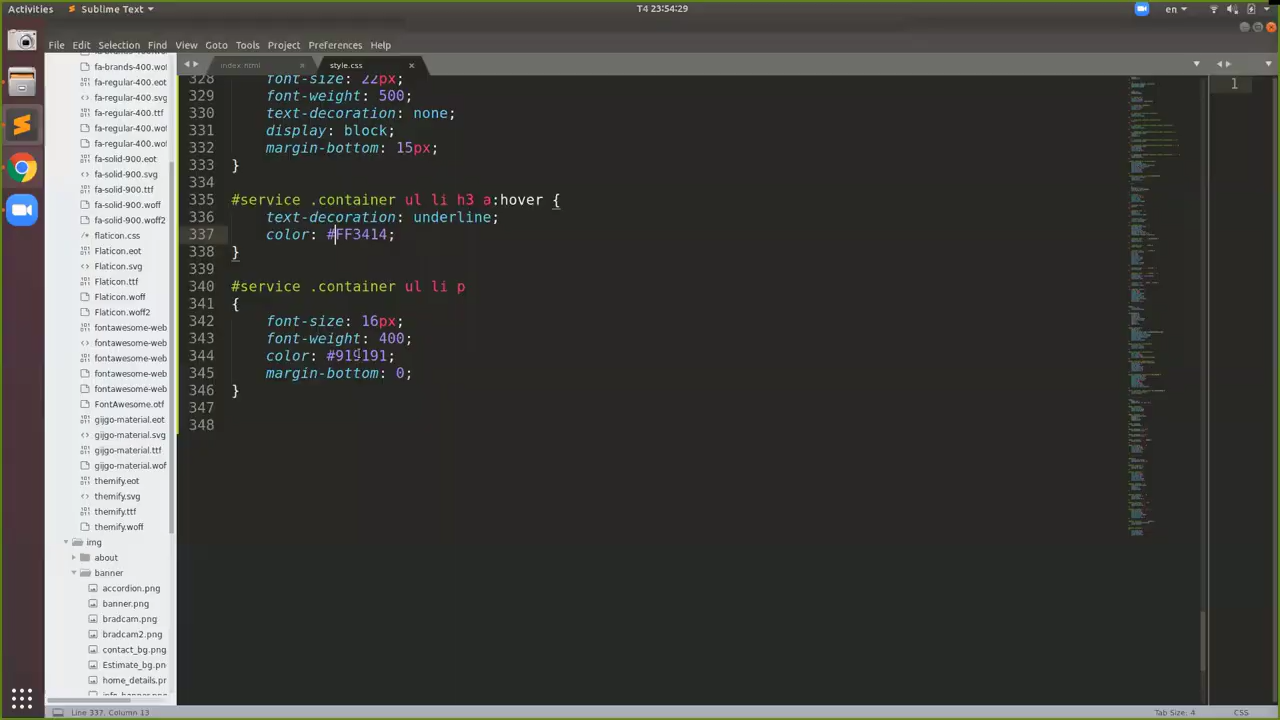 Activities
Sublime Text
T4 23:54:29
en
File Edit Selection Find View Goto Tools Project Preferences Help
index.html
style.css
fa-brands-400.wof
fa-regular-400.eot
fa-regular-400.svg
fa-regular-400.ttf
fa-regular-400.wof
fa-regular-400.wof
fa-solid-900.eot
fa-solid-900.svg
fa-solid-900.ttf
fa-solid-900.woff
fa-solid-900.woff2
flaticon.css
Flaticon.eot
Flaticon.svg
Flaticon.ttf
Flaticon.woff
Flaticon.woff2
fontawesome-web
fontawesome-web
fontawesome-web
fontawesome-web
fontawesome-web
FontAwesome.otf
gijgo-material.eot
gijgo-material.svg
gijgo-material.ttf
gijgo-material.wof
themify.eot
themify.svg
themify.ttf
themify.woff
img
about
banner
accordion.png
banner.png
bradcam.png
bradcam2.png
contact_bg.png
Estimate_bg.pn
home_details.pr
328 font-size: 22px;
329 font-weight: 500;
330 text-decoration: none;
331 display: block;
332 margin-bottom: 15px;
333 }
334
335 #service .container ul li h3 a:hover {
336 text-decoration: underline;
337 color: #FF3414;
338 }
339
340 #service .container ul li p
341 {
342 font-size: 16px;
343 font-weight: 400;
344 color: #919191;
345 margin-bottom: 0;
346 }
347
348
1
Line 337, Column 13
Tab Size: 4
CSS